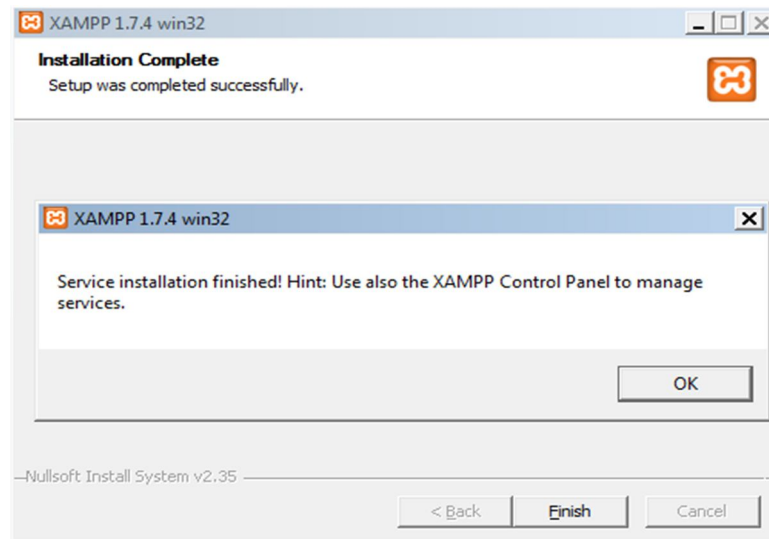 XAMPP 1.7.4 win32
Installation Complete
Setup was completed successfully.
XAMPP 1.7.4 win32
Service installation finished! Hint: Use also the XAMPP Control Panel to manage
services.
OK
Nullsoft Install System v2.35
< Back Finish Cancel